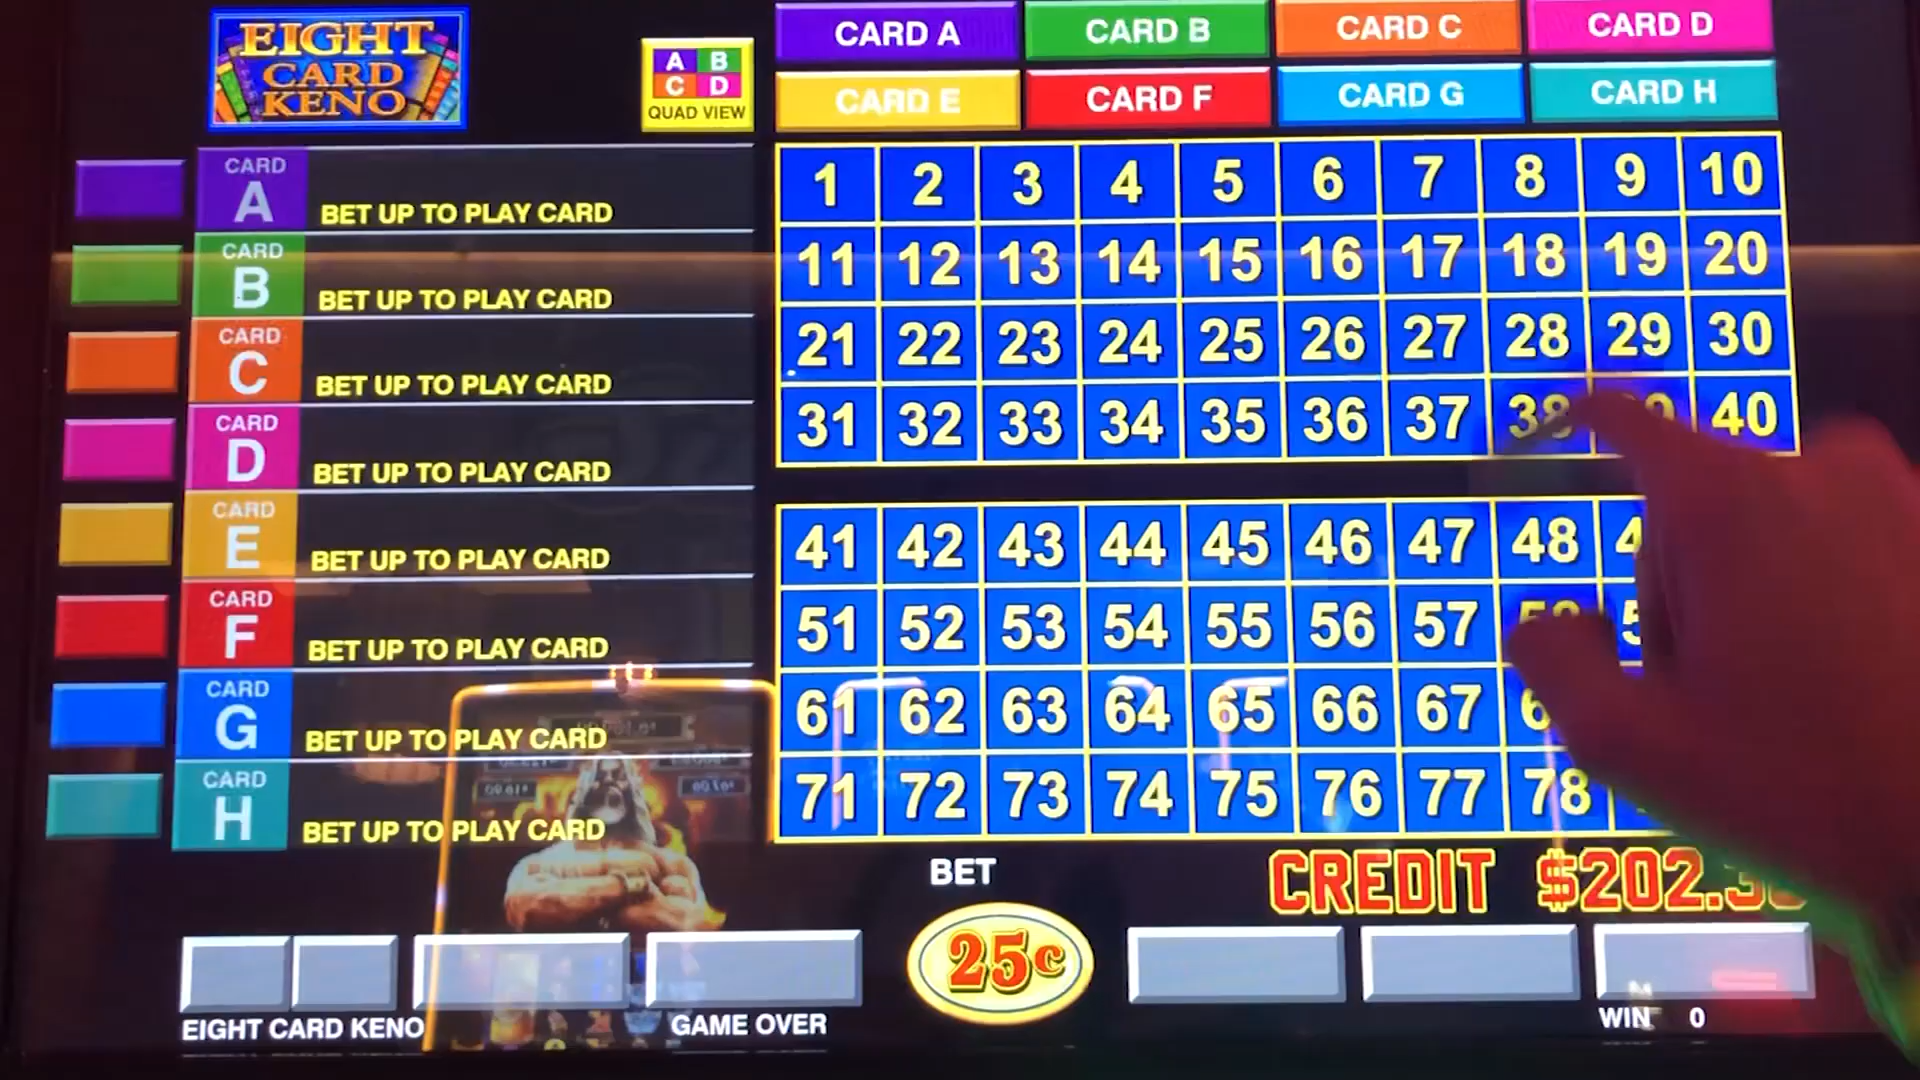 EIGHT
CARD
KENO
A B
C D
QUAD VIEW
CARD A CARD B CARD C CARD D
CARD E CARD F CARD G CARD H
CARD
A
BET UP TO PLAY CARD
CARD
B
BET UP TO PLAY CARD
CARD
C
BET UP TO PLAY CARD
CARD
D
BET UP TO PLAY CARD
CARD
E
BET UP TO PLAY CARD
CARD
F
BET UP TO PLAY CARD
CARD
G
BET UP TO PLAY CARD
CARD
H
BET UP TO PLAY CARD
1 2 3 4 5 6 7 8 9 10
11 12 13 14 15 16 17 18 19 20
21 22 23 24 25 26 27 28 29 30
31 32 33 34 35 36 37 38 40
41 42 43 44 45 46 47 48
51 52 53 54 55 56 57
61 62 63 64 65 66 67
71 72 73 74 75 76 77 78
BET
CREDIT
25¢
EIGHT CARD KENO
GAME OVER
WIN 0